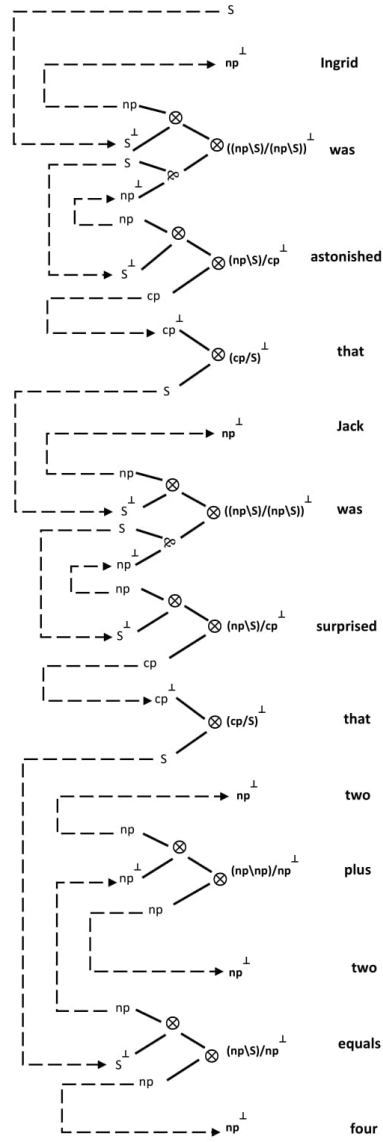 S
np⊥ Ingrid
np ⊗
S⊥ ⊗ ((np\S)/(np\S))⊥ was
S
np⊥ ⅋
np ⊗
S⊥ ⊗ (np\S)/cp⊥ astonished
cp
cp⊥
⊗ (cp/S)⊥ that
S
np⊥ Jack
np ⊗
S⊥ ⊗ ((np\S)/(np\S))⊥ was
S
np⊥ ⅋
np ⊗
S⊥ ⊗ (np\S)/cp⊥ surprised
cp
cp⊥
⊗ (cp/S)⊥ that
S
np⊥ two
np ⊗
np⊥ ⊗ (np\np)/np⊥ plus
np
np⊥ two
np ⊗
S⊥ ⊗ (np\S)/np⊥ equals
np
np⊥ four